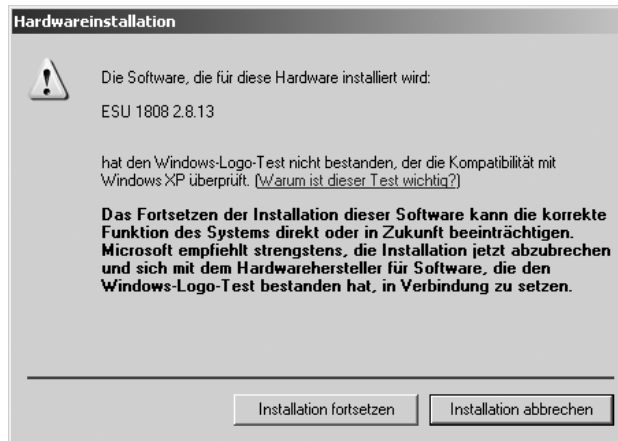 Hardwareinstallation
Die Software, die für diese Hardware installiert wird:
ESU 1808 2.8.13
hat den Windows-Logo-Test nicht bestanden, der die Kompatibilität mit
Windows XP überprüft. (Warum ist dieser Test wichtig?)
Das Fortsetzen der Installation dieser Software kann die korrekte
Funktion des Systems direkt oder in Zukunft beeinträchtigen.
Microsoft empfiehlt strengstens, die Installation jetzt abzubrechen
und sich mit dem Hardwarehersteller für Software, die den
Windows-Logo-Test bestanden hat, in Verbindung zu setzen.
Installation fortsetzen
Installation abbrechen